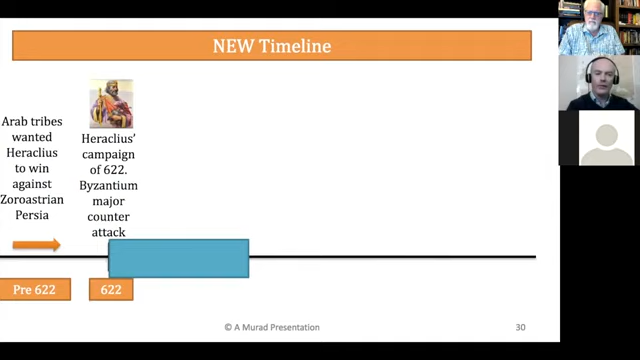 NEW Timeline
Arab tribes
wanted
Heraclius
to win
against
Zoroastrian
Persia
Heraclius’
campaign
of 622.
Byzantium
major
counter
attack
Pre 622
622
© A Murad Presentation
30